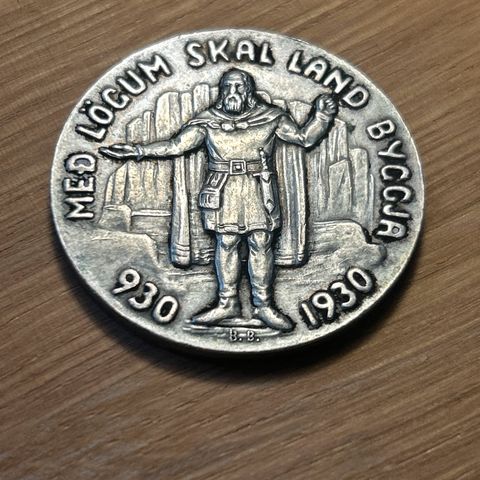 MEÐ LÖGUM SKAL LAND BYGGJA
930 1930
B.B.